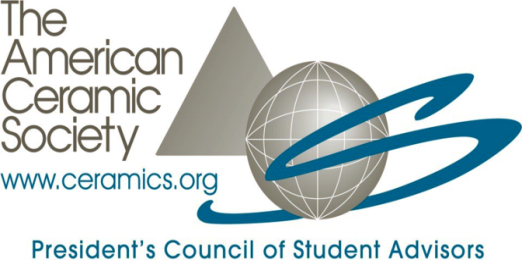 The
American
Ceramic
Society
www.ceramics.org
President's Council of Student Advisors